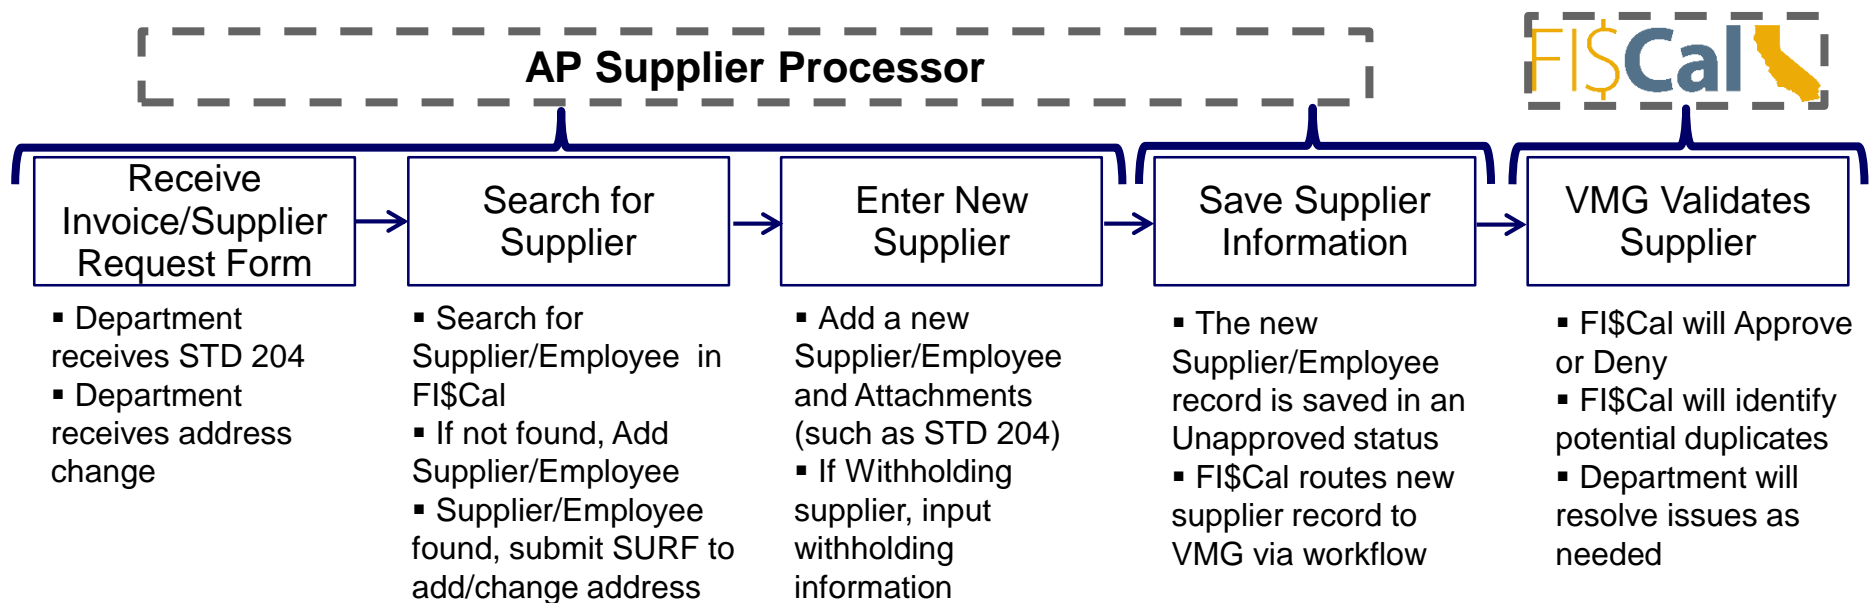 AP Supplier Processor
FI$Cal
Receive
Invoice/Supplier
Request Form
Search for
Supplier
Enter New
Supplier
Save Supplier
Information
VMG Validates
Supplier
▪ Department
receives STD 204
▪ Department
receives address
change
▪ Search for
Supplier/Employee in
FI$Cal
▪ If not found, Add
Supplier/Employee
▪ Supplier/Employee
found, submit SURF to
add/change address
▪ Add a new
Supplier/Employee
and Attachments
(such as STD 204)
▪ If Withholding
supplier, input
withholding
information
▪ The new
Supplier/Employee
record is saved in an
Unapproved status
▪ FI$Cal routes new
supplier record to
VMG via workflow
▪ FI$Cal will Approve
or Deny
▪ FI$Cal will identify
potential duplicates
▪ Department will
resolve issues as
needed